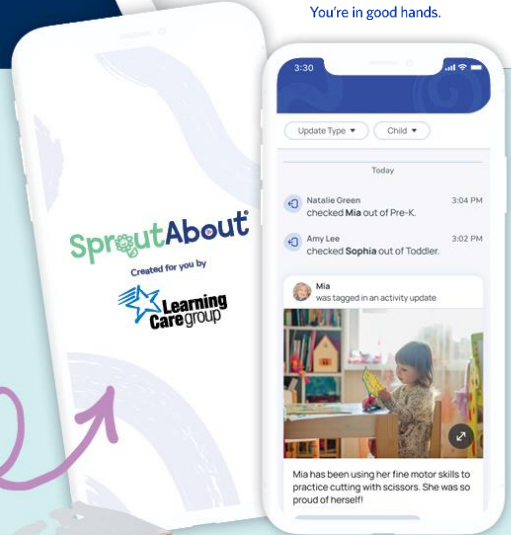 You're in good hands.
SproutAbout
Created for you by
Learning
Care group
3:30
Update Type
Child
Today
Natalie Green
3:04 PM
checked Mia out of Pre-K.
Amy Lee
3:02 PM
checked Sophia out of Toddler.
Mia
was tagged in an activity update
Mia has been using her fine motor skills to
practice cutting with scissors. She was so
proud of herself!